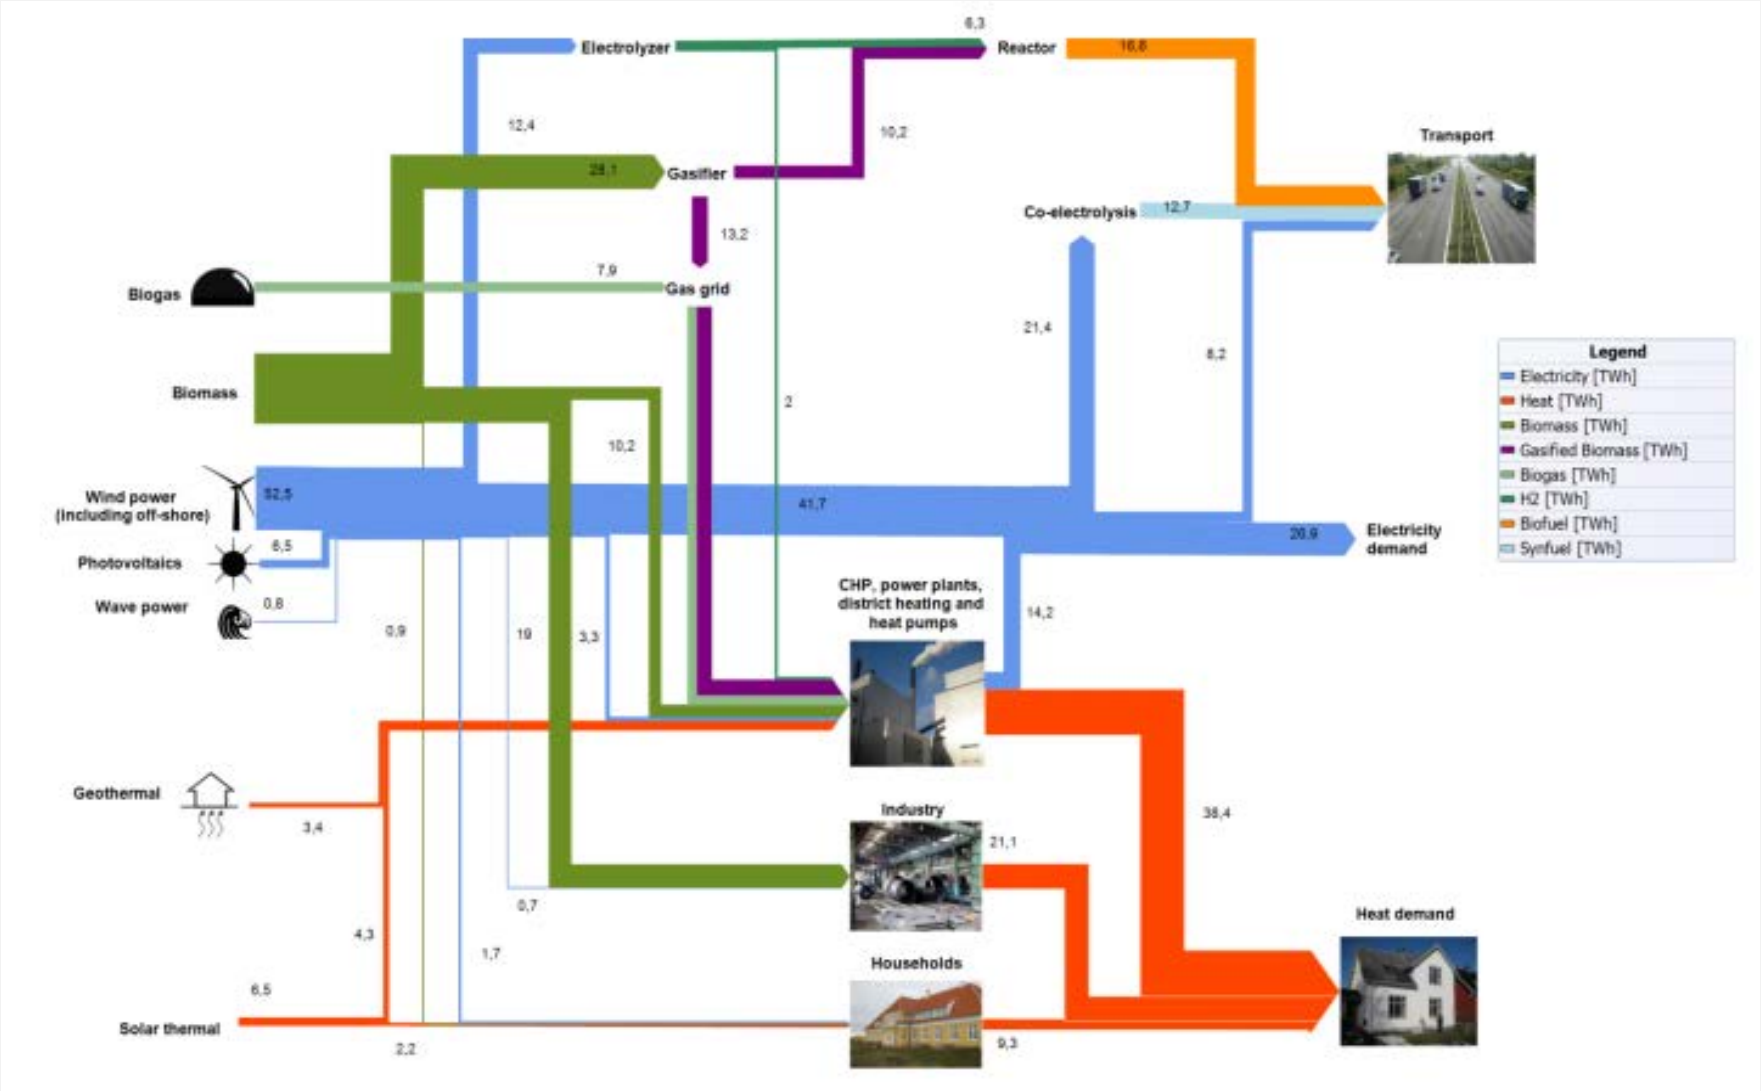 6,3
Electrolyzer
Reactor
16,8
12,4
10,2
Transport
28,1
Gasifier
Co-electrolysis
12,7
13,2
7,9
Biogas
Gas grid
21,4
8,2
Legend
Electricity [TWh]
Heat [TWh]
Biomass [TWh]
Gasified Biomass [TWh]
Biogas [TWh]
H2 [TWh]
Biofuel [TWh]
Synfuel [TWh]
Biomass
2
10,2
Wind power
(including off-shore)
52,5
41,7
Electricity
demand
26,9
6,5
Photovoltaics
Wave power
0,8
CHP, power plants,
district heating and
heat pumps
0,9
19
3,3
14,2
Geothermal
3,4
Industry
21,1
38,4
0,7
4,3
1,7
Heat demand
Households
6,5
Solar thermal
2,2
9,3